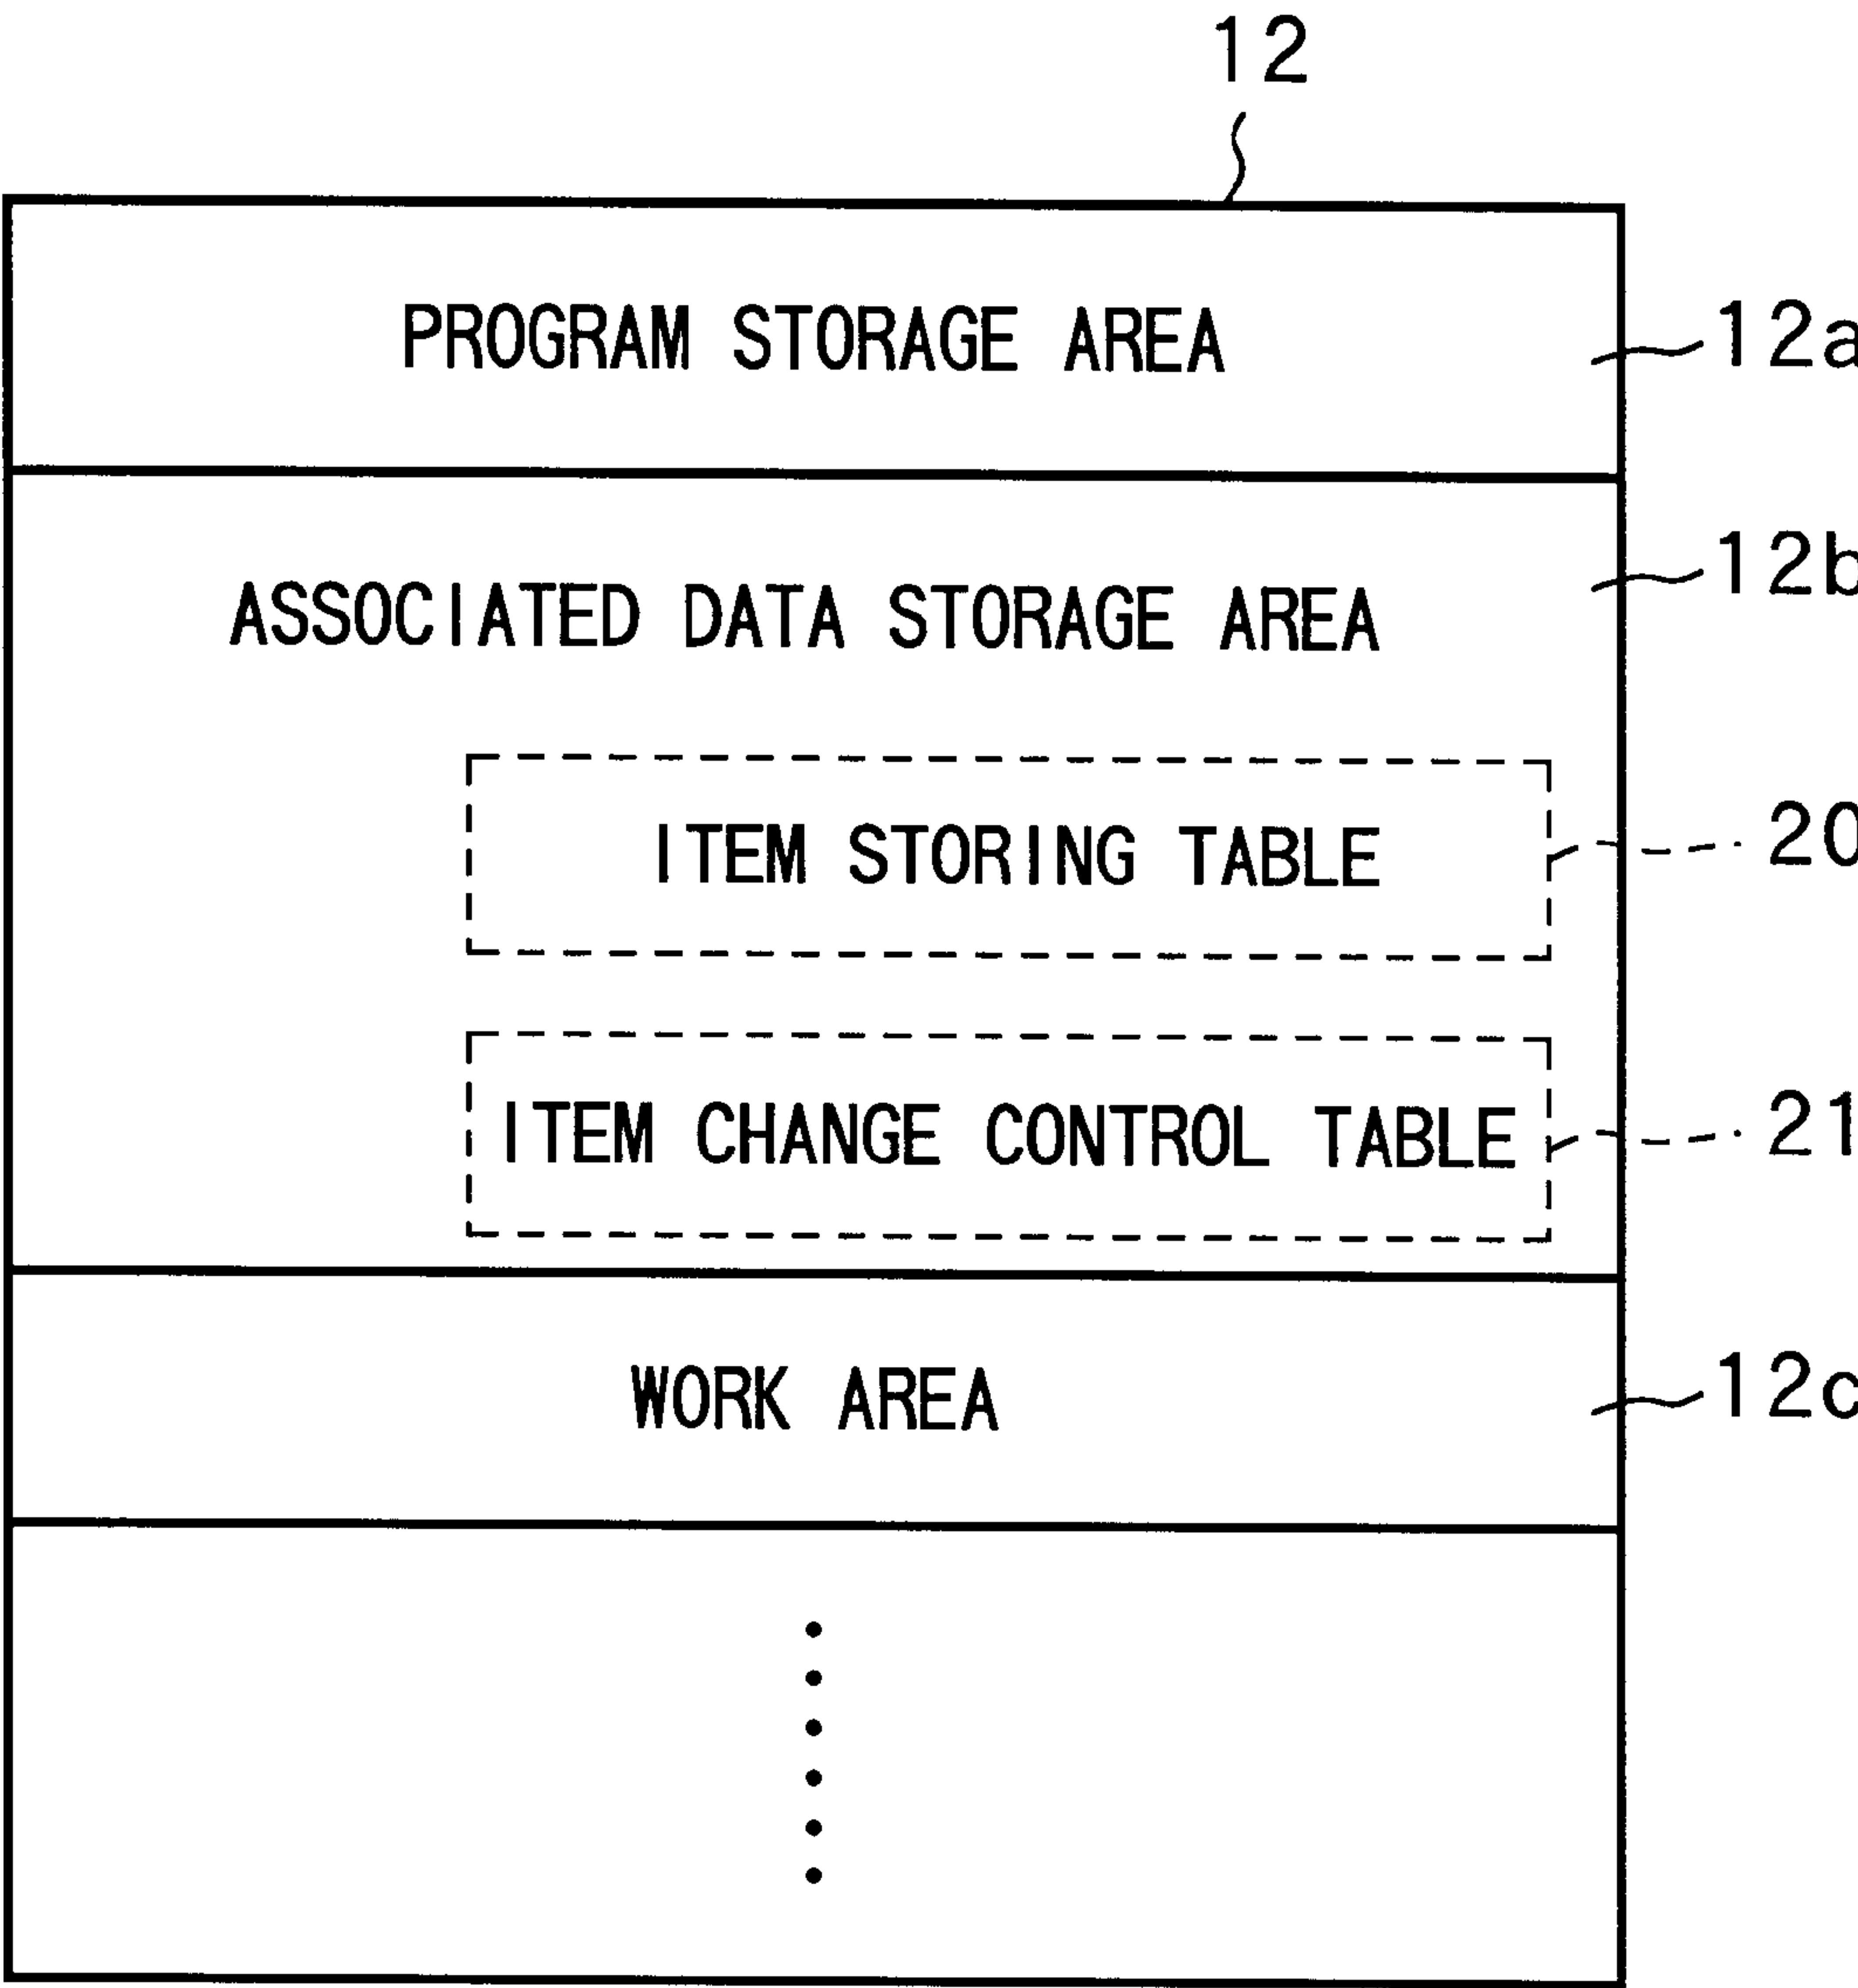 12
PROGRAM STORAGE AREA
12a
12b
ASSOCIATED DATA STORAGE AREA
ITEM STORING TABLE
20
ITEM CHANGE CONTROL TABLE
21
WORK AREA
12c